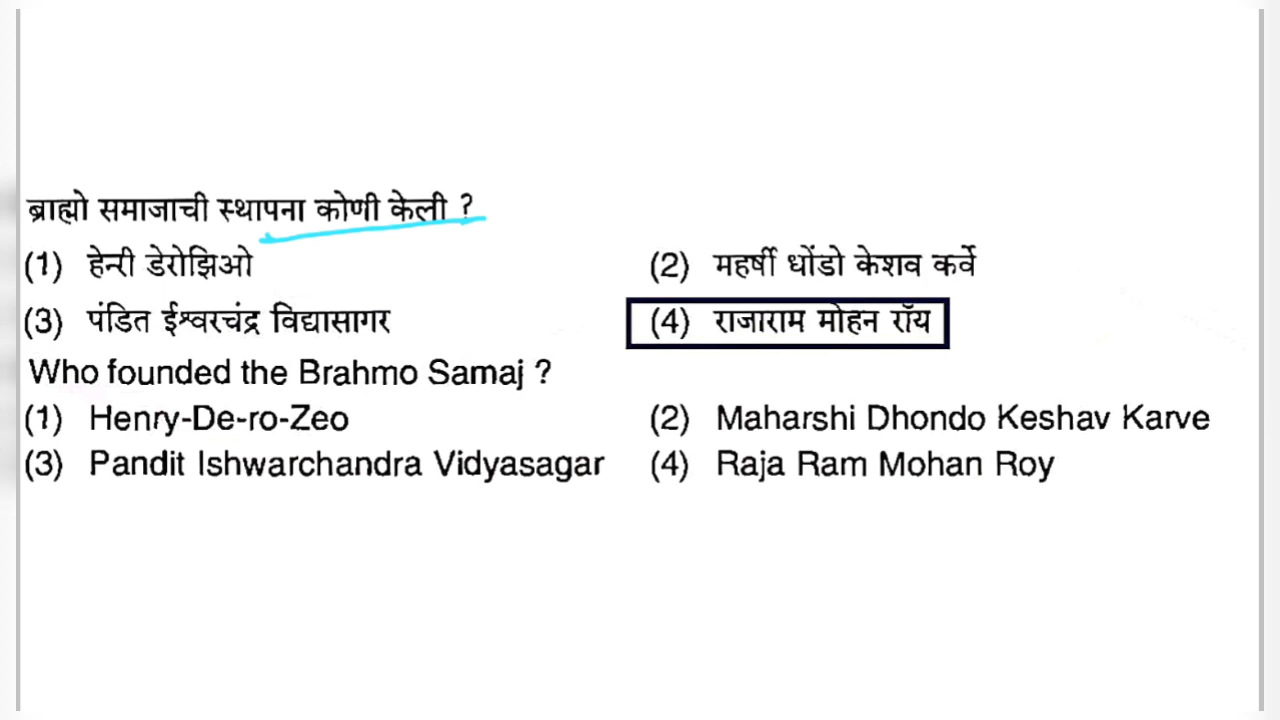 ब्राह्मो समाजाची स्थापना कोणी केली ?
(1) हेन्री डेरोझिओ (2) महर्षी धोंडो केशव कर्वे
(3) पंडित ईश्वरचंद्र विद्यासागर (4) राजाराम मोहन रॉय
Who founded the Brahmo Samaj ?
(1) Henry-De-ro-Zeo (2) Maharshi Dhondo Keshav Karve
(3) Pandit Ishwarchandra Vidyasagar (4) Raja Ram Mohan Roy